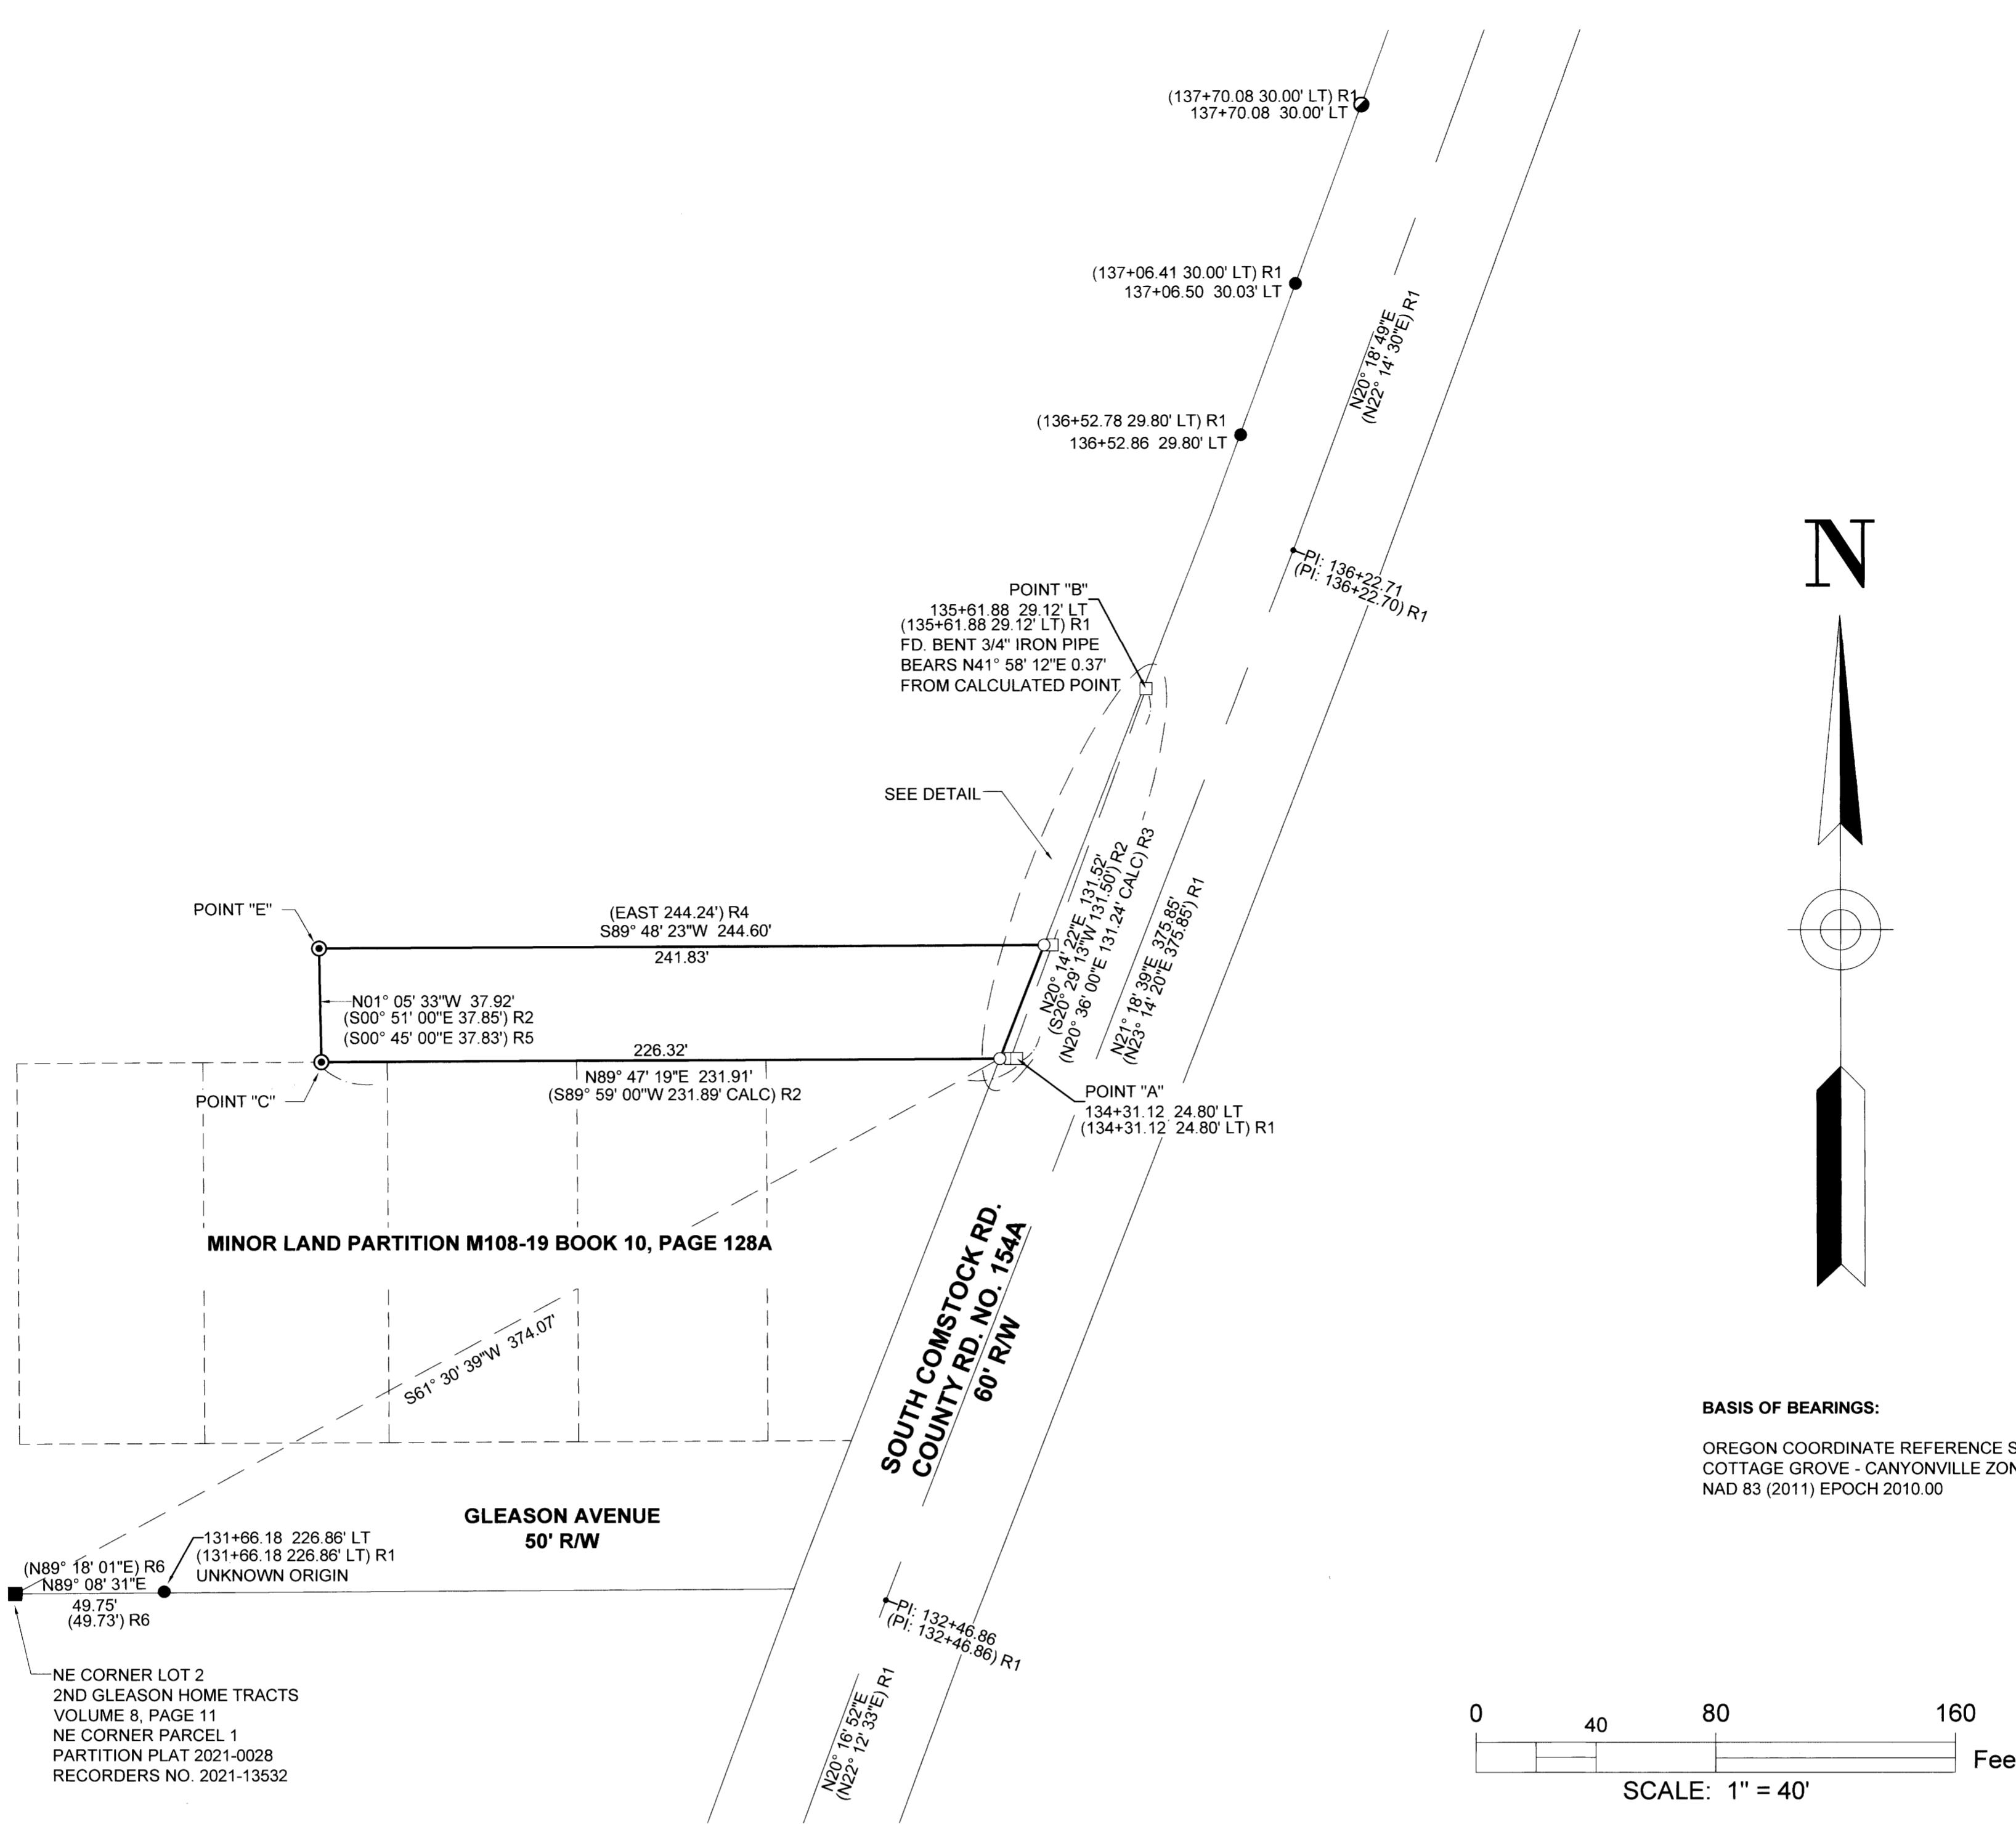 (137+70.08 30.00' LT) R1
137+70.08 30.00' LT
(137+06.41 30.00' LT) R1
137+06.50 30.03' LT
N20° 18' 49"E
(N22° 14' 30"E) R1
(136+52.78 29.80' LT) R1
136+52.86 29.80' LT
N
PI: 136+22.71
(PI: 136+22.70) R1
POINT "B"
135+61.88 29.12' LT
(135+61.88 29.12' LT) R1
FD. BENT 3/4" IRON PIPE
BEARS N41° 58' 12"E 0.37'
FROM CALCULATED POINT
SEE DETAIL
N20° 14' 22"E 131.52'
(S20° 29' 13"W 131.50') R2
(N20° 36' 00"E 131.24' CALC) R3
N21° 18' 39"E 375.85'
(N23° 14' 20"E 375.85') R1
POINT "E"
(EAST 244.24') R4
S89° 48' 23"W 244.60'
241.83'
N01° 05' 33"W 37.92'
(S00° 51' 00"E 37.85') R2
(S00° 45' 00"E 37.83') R5
226.32'
N89° 47' 19"E 231.91'
(S89° 59' 00"W 231.89' CALC) R2
POINT "C"
POINT "A"
134+31.12 24.80' LT
(134+31.12 24.80' LT) R1
MINOR LAND PARTITION M108-19 BOOK 10, PAGE 128A
SOUTH COMSTOCK RD.
COUNTY RD. NO. 154A
60' R/W
S61° 30' 39"W 374.07'
BASIS OF BEARINGS:
OREGON COORDINATE REFERENCE S
COTTAGE GROVE - CANYONVILLE ZON
NAD 83 (2011) EPOCH 2010.00
GLEASON AVENUE
50' R/W
131+66.18 226.86' LT
(131+66.18 226.86' LT) R1
UNKNOWN ORIGIN
(N89° 18' 01"E) R6
N89° 08' 31"E
49.75'
(49.73') R6
PI: 132+46.86
(PI: 132+46.86) R1
NE CORNER LOT 2
2ND GLEASON HOME TRACTS
VOLUME 8, PAGE 11
NE CORNER PARCEL 1
PARTITION PLAT 2021-0028
RECORDERS NO. 2021-13532
N20° 16' 52"E
(N22° 12' 33"E) R1
0 40 80 160
Fee
SCALE: 1" = 40'